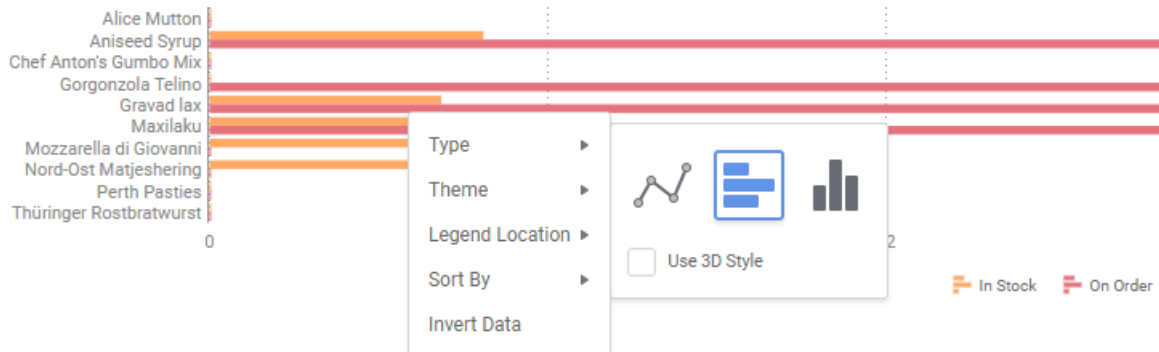 Alice Mutton
Aniseed Syrup
Chef Anton's Gumbo Mix
Gorgonzola Telino
Gravad lax
Maxilaku
Mozzarella di Giovanni
Nord-Ost Matjeshering
Perth Pasties
Thüringer Rostbratwurst
0
2
Type
Theme
Legend Location
Sort By
Invert Data
Use 3D Style
In Stock
On Order